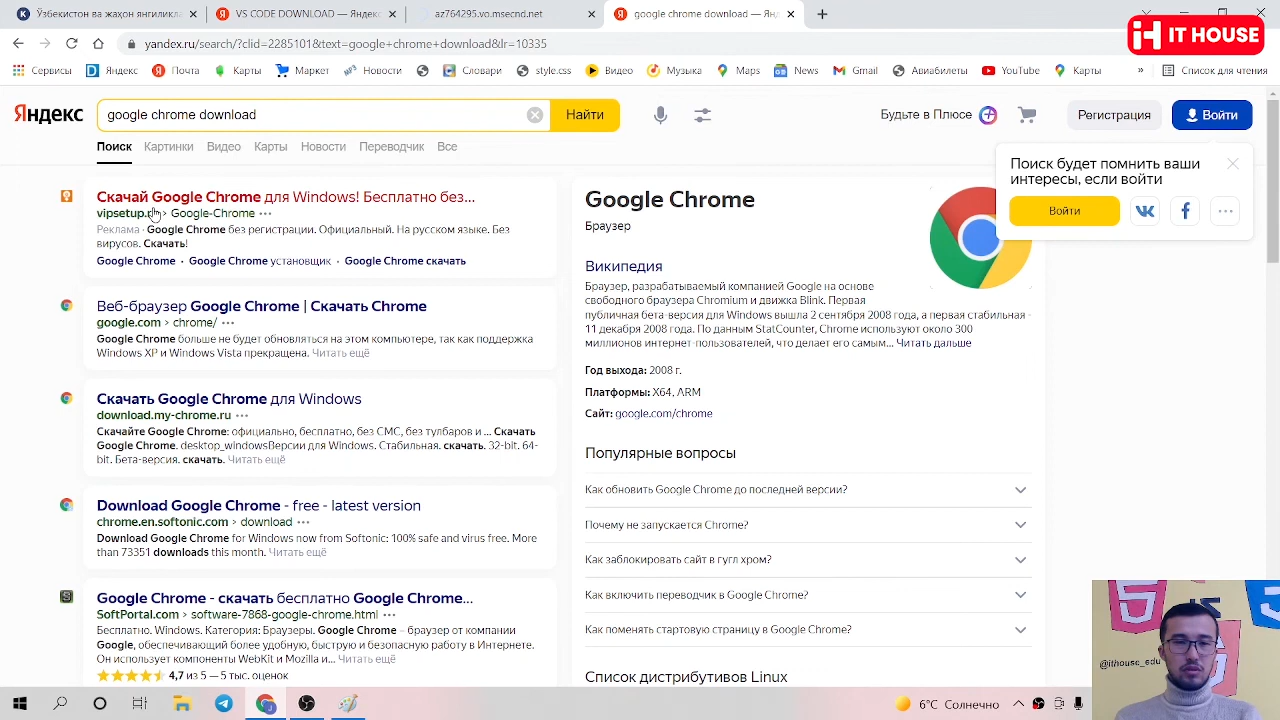 Ўзбекистон на жигиликла
VS CODE DOWNLOAD — Яндекс
az764295.vo.msecnd.net
google chrome download — Янд
IT HOUSE
yandex.ru/search/?clid=2285101&text=google+chrome+download&lr=10335
Сервисы
Яндекс
Почта
Карты
Маркет
Новости
Словари
style.css
Видео
Музыка
Maps
News
Gmail
Авиабилеты
YouTube
Карты
»
Список для чтения
Яндекс
google chrome download
Найти
Будьте в Плюсе
Регистрация
Войти
Поиск
Картинки
Видео
Карты
Новости
Переводчик
Все
Поиск будет помнить ваши
интересы, если войти
Войти
Скачай Google Chrome для Windows! Бесплатно без...
› Google-Chrome
Реклама · Google Chrome без регистрации. Официальный. На русском языке. Без
вирусов. Скачать!
Google Chrome · Google Chrome установщик · Google Chrome скачать
Веб-браузер Google Chrome | Скачать Chrome
google.com › chrome/
Google Chrome больше не будет обновляться на этом компьютере, так как поддержка
Windows XP и Windows Vista прекращена. Читать ещё
Скачать Google Chrome для Windows
download.my-chrome.ru
Скачайте Google Chrome: официально, бесплатно, без СМС, без тулбаров и ... Скачать
Google Chrome. desktop_windowsВерсии для Windows. Стабильная. скачать. 32-bit. 64-
bit. Бета-версия. скачать. Читать ещё
Download Google Chrome - free - latest version
chrome.en.softonic.com › download
Download Google Chrome for Windows now from Softonic: 100% safe and virus free. More
than 73351 downloads this month. Читать ещё
Google Chrome - скачать бесплатно Google Chrome...
SoftPortal.com › software-7868-google-chrome.html
Бесплатно. Windows. Категория: Браузеры. Google Chrome – браузер от компании
Google, обеспечивающий более удобную, быструю и безопасную работу в Интернете.
Он использует компоненты WebKit и Mozilla и... Читать ещё
4,7 из 5 — 5 тыс. оценок
Google Chrome
Браузер
Википедия
Браузер, разрабатываемый компанией Google на основе
свободного браузера Chromium и движка Blink. Первая
публичная бета-версия для Windows вышла 2 сентября 2008 года, а первая стабильная -
11 декабря 2008 года. По данным StatCounter, Chrome используют около 300
миллионов интернет-пользователей, что делает его самым... Читать дальше
Год выхода: 2008 г.
Платформы: X64, ARM
Сайт: google.com/chrome
Популярные вопросы
Как обновить Google Chrome до последней версии?
Почему не запускается Chrome?
Как заблокировать сайт в гугл хром?
Как включить переводчик в Google Chrome?
Как поменять стартовую страницу в Google Chrome?
Список дистрибутивов Linux
@ithouse_edu
6°C Солнечно